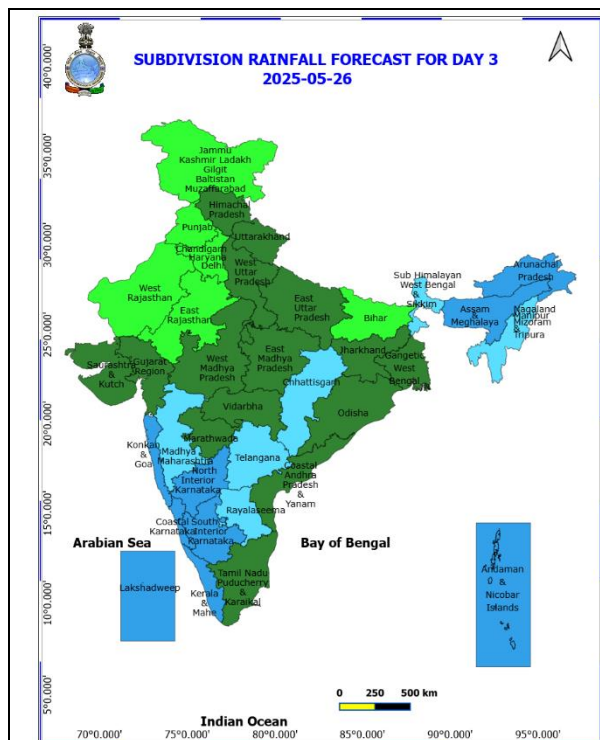 SUBDIVISION RAINFALL FORECAST FOR DAY 3
2025-05-26
40°0.000'
35°0.000'
30°0.000'
25°0.000'
20°0.000'
15°0.000'
10°0.000'
5°0.000'
Jammu
Kashmir Ladakh
Gilgit
Baltistan
Muzaffarabad
Himachal
Pradesh
Punjab
Uttarakhand
Chandigarh
Haryana
Delhi
West
Uttar
Pradesh
West
Rajasthan
East
Rajasthan
East
Uttar
Pradesh
Bihar
Sub Himalayan
West Bengal
&
Sikkim
Arunachal
Pradesh
Assam
&
Meghalaya
Nagaland
Manipur
Mizoram
&
Tripura
Saurashtra
&
Kutch
Gujarat
Region
West
Madhya
Pradesh
East
Madhya
Pradesh
Jharkhand
Gangetic
West
Bengal
Chhattisgarh
Odisha
Vidarbha
Marathwada
Madhya
Maharashtra
Konkan
&
Goa
North
Interior
Karnataka
Telangana
Coastal
Andhra
Pradesh
&
Yanam
Rayalaseema
Coastal
Karnataka
South
Interior
Karnataka
Arabian Sea
Bay of Bengal
Lakshadweep
Kerala
&
Mahe
Tamil Nadu
Puducherry
&
Karaikal
Andaman
&
Nicobar
Islands
0 250 500 km
Indian Ocean
70°0.000' 75°0.000' 80°0.000' 85°0.000' 90°0.000' 95°0.000'